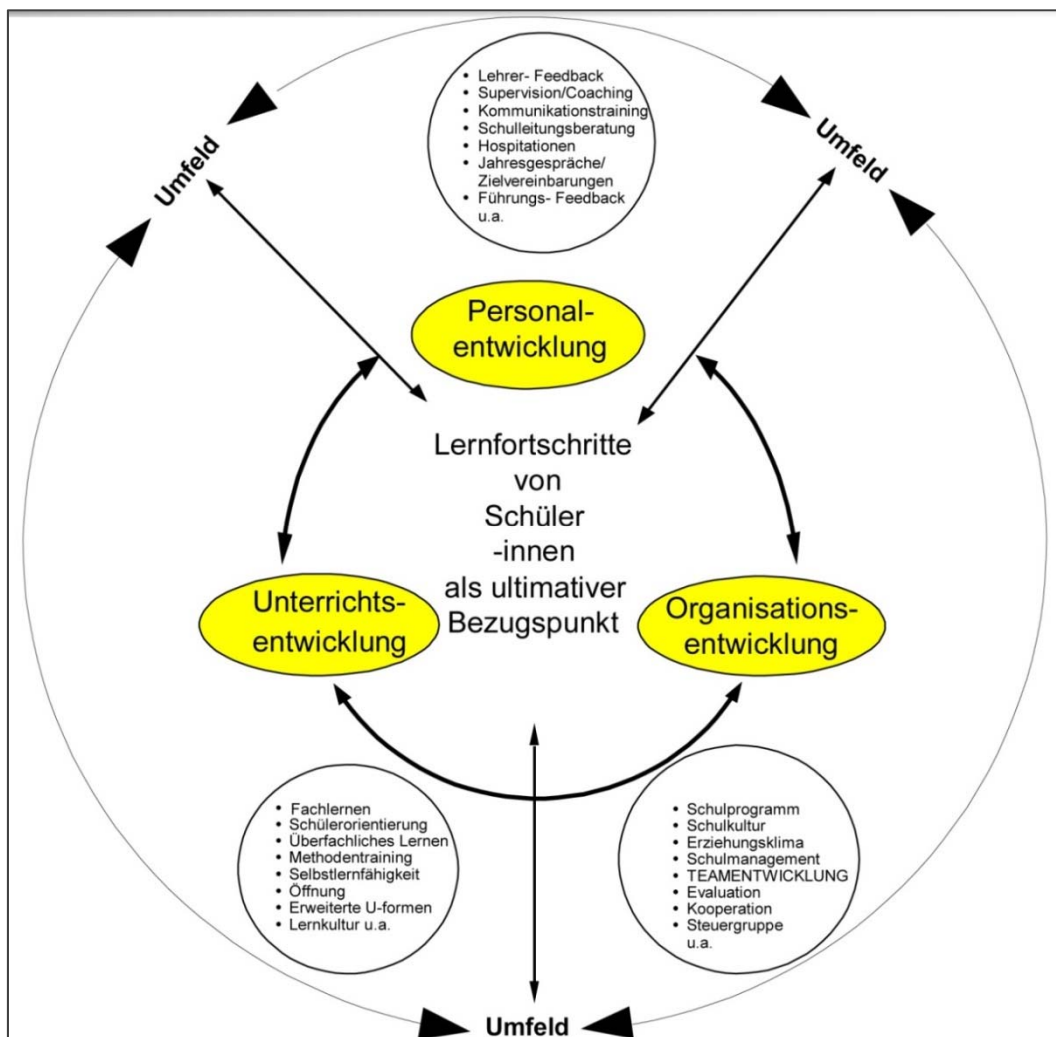 • Lehrer- Feedback
• Supervision/Coaching
• Kommunikationstraining
• Schulleitungsberatung
• Hospitationen
• Jahresgespräche/
Zielvereinbarungen
• Führungs- Feedback
u.a.
Umfeld
Umfeld
Personal-
entwicklung
Lernfortschritte
von
Schüler
-innen
als ultimativer
Bezugspunkt
Unterrichts-
entwicklung
Organisations-
entwicklung
• Fachlernen
• Schülerorientierung
• Überfachliches Lernen
• Methodentraining
• Selbstlernfähigkeit
• Öffnung
• Erweiterte U-formen
• Lernkultur u.a.
• Schulprogramm
• Schulkultur
• Erziehungsklima
• Schulmanagement
• TEAMENTWICKLUNG
• Evaluation
• Kooperation
• Steuergruppe
u.a.
Umfeld